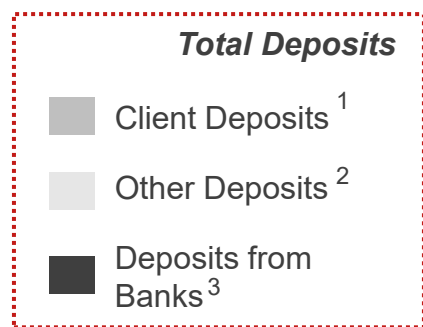 Total Deposits
Client Deposits 1
Other Deposits 2
Deposits from
Banks 3